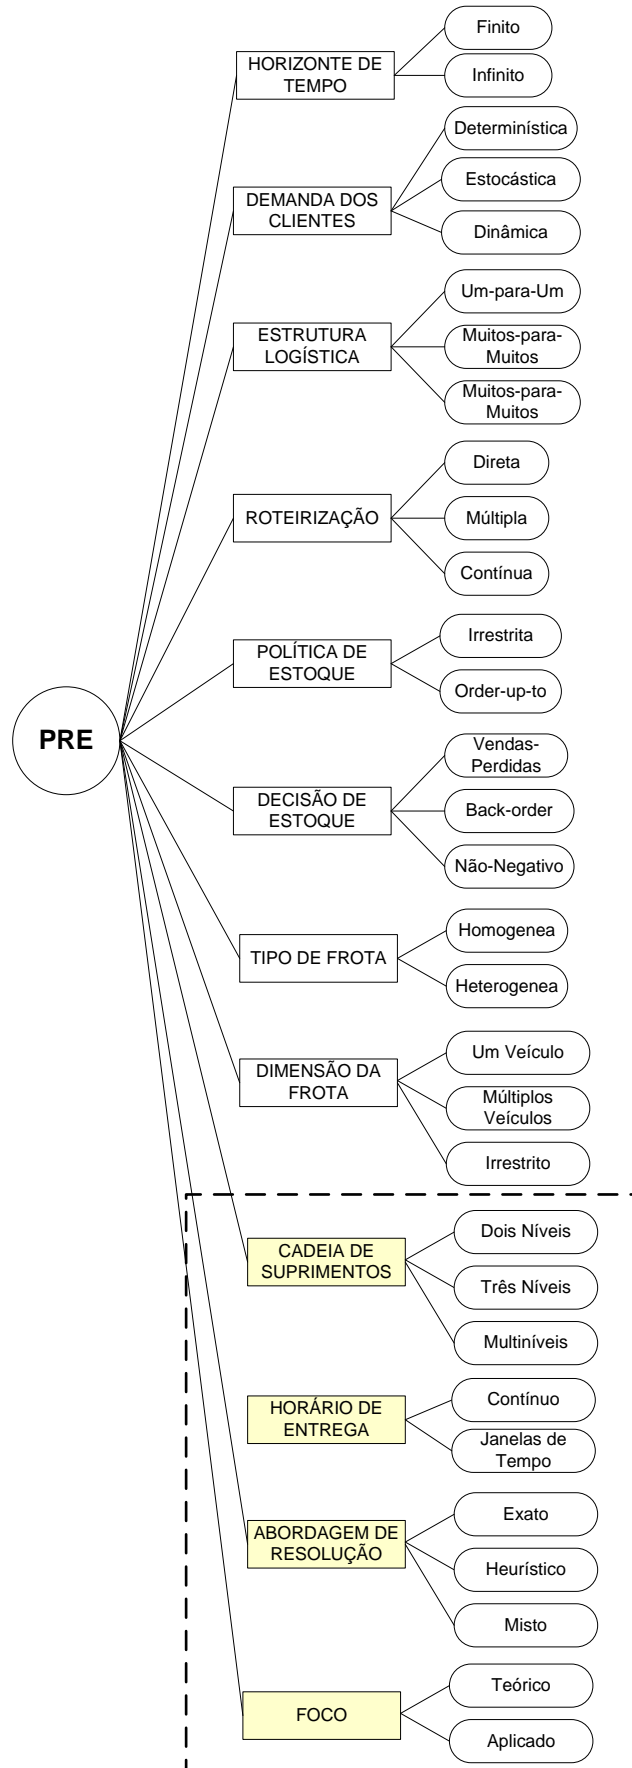 Finito
HORIZONTE DE
TEMPO
Infinito
Determinística
DEMANDA DOS
CLIENTES
Estocástica
Dinâmica
Um-para-Um
ESTRUTURA
LOGÍSTICA
Muitos-para-
Muitos
Muitos-para-
Muitos
Direta
ROTEIRIZAÇÃO
Múltipla
Contínua
POLÍTICA DE
ESTOQUE
Irrestrita
Order-up-to
PRE
Vendas-
Perdidas
DECISÃO DE
ESTOQUE
Back-order
Não-Negativo
Homogenea
TIPO DE FROTA
Heterogenea
Um Veículo
DIMENSÃO DA
FROTA
Múltiplos
Veículos
Irrestrito
Dois Níveis
CADEIA DE
SUPRIMENTOS
Três Níveis
Multiníveis
Contínuo
HORÁRIO DE
ENTREGA
Janelas de
Tempo
Exato
ABORDAGEM DE
RESOLUÇÃO
Heurístico
Misto
Teórico
FOCO
Aplicado